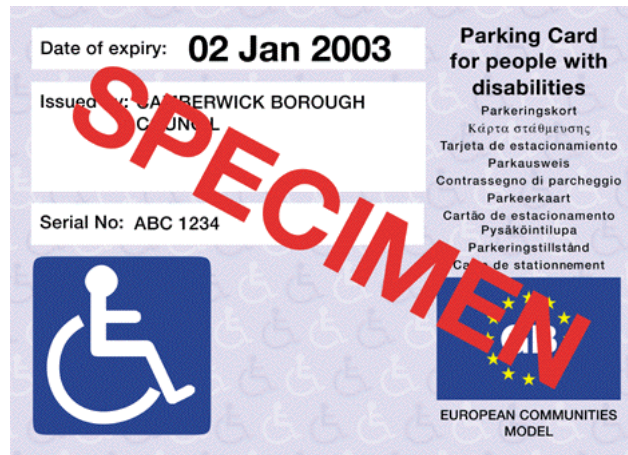 Date of expiry: 02 Jan 2003
Issued by: CAMBERWICK BOROUGH
COUNCIL
Serial No: ABC 1234
SPECIMEN
Parking Card
for people with
disabilities
Parkeringskort
Κάρτα στάθμευσης
Tarjeta de estacionamiento
Parkausweis
Contrassegno di parcheggio
Parkeerkaart
Cartão de estacionamento
Pysäköintilupa
Parkeringstillstånd
Carte de stationnement
GB
EUROPEAN COMMUNITIES
MODEL